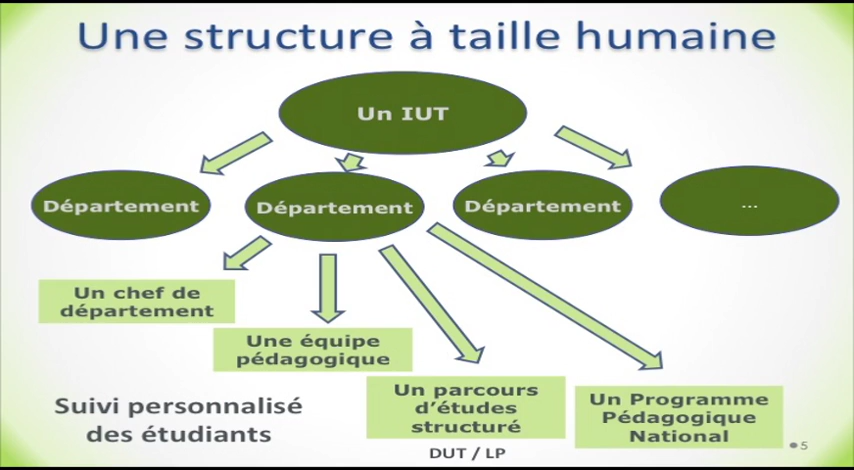 Une structure à taille humaine
Un IUT
Département
Département
Département
...
Un chef de
département
Une équipe
pédagogique
Un parcours
d'études
structuré
Un Programme
Pédagogique
National
Suivi personnalisé
des étudiants
DUT / LP
5